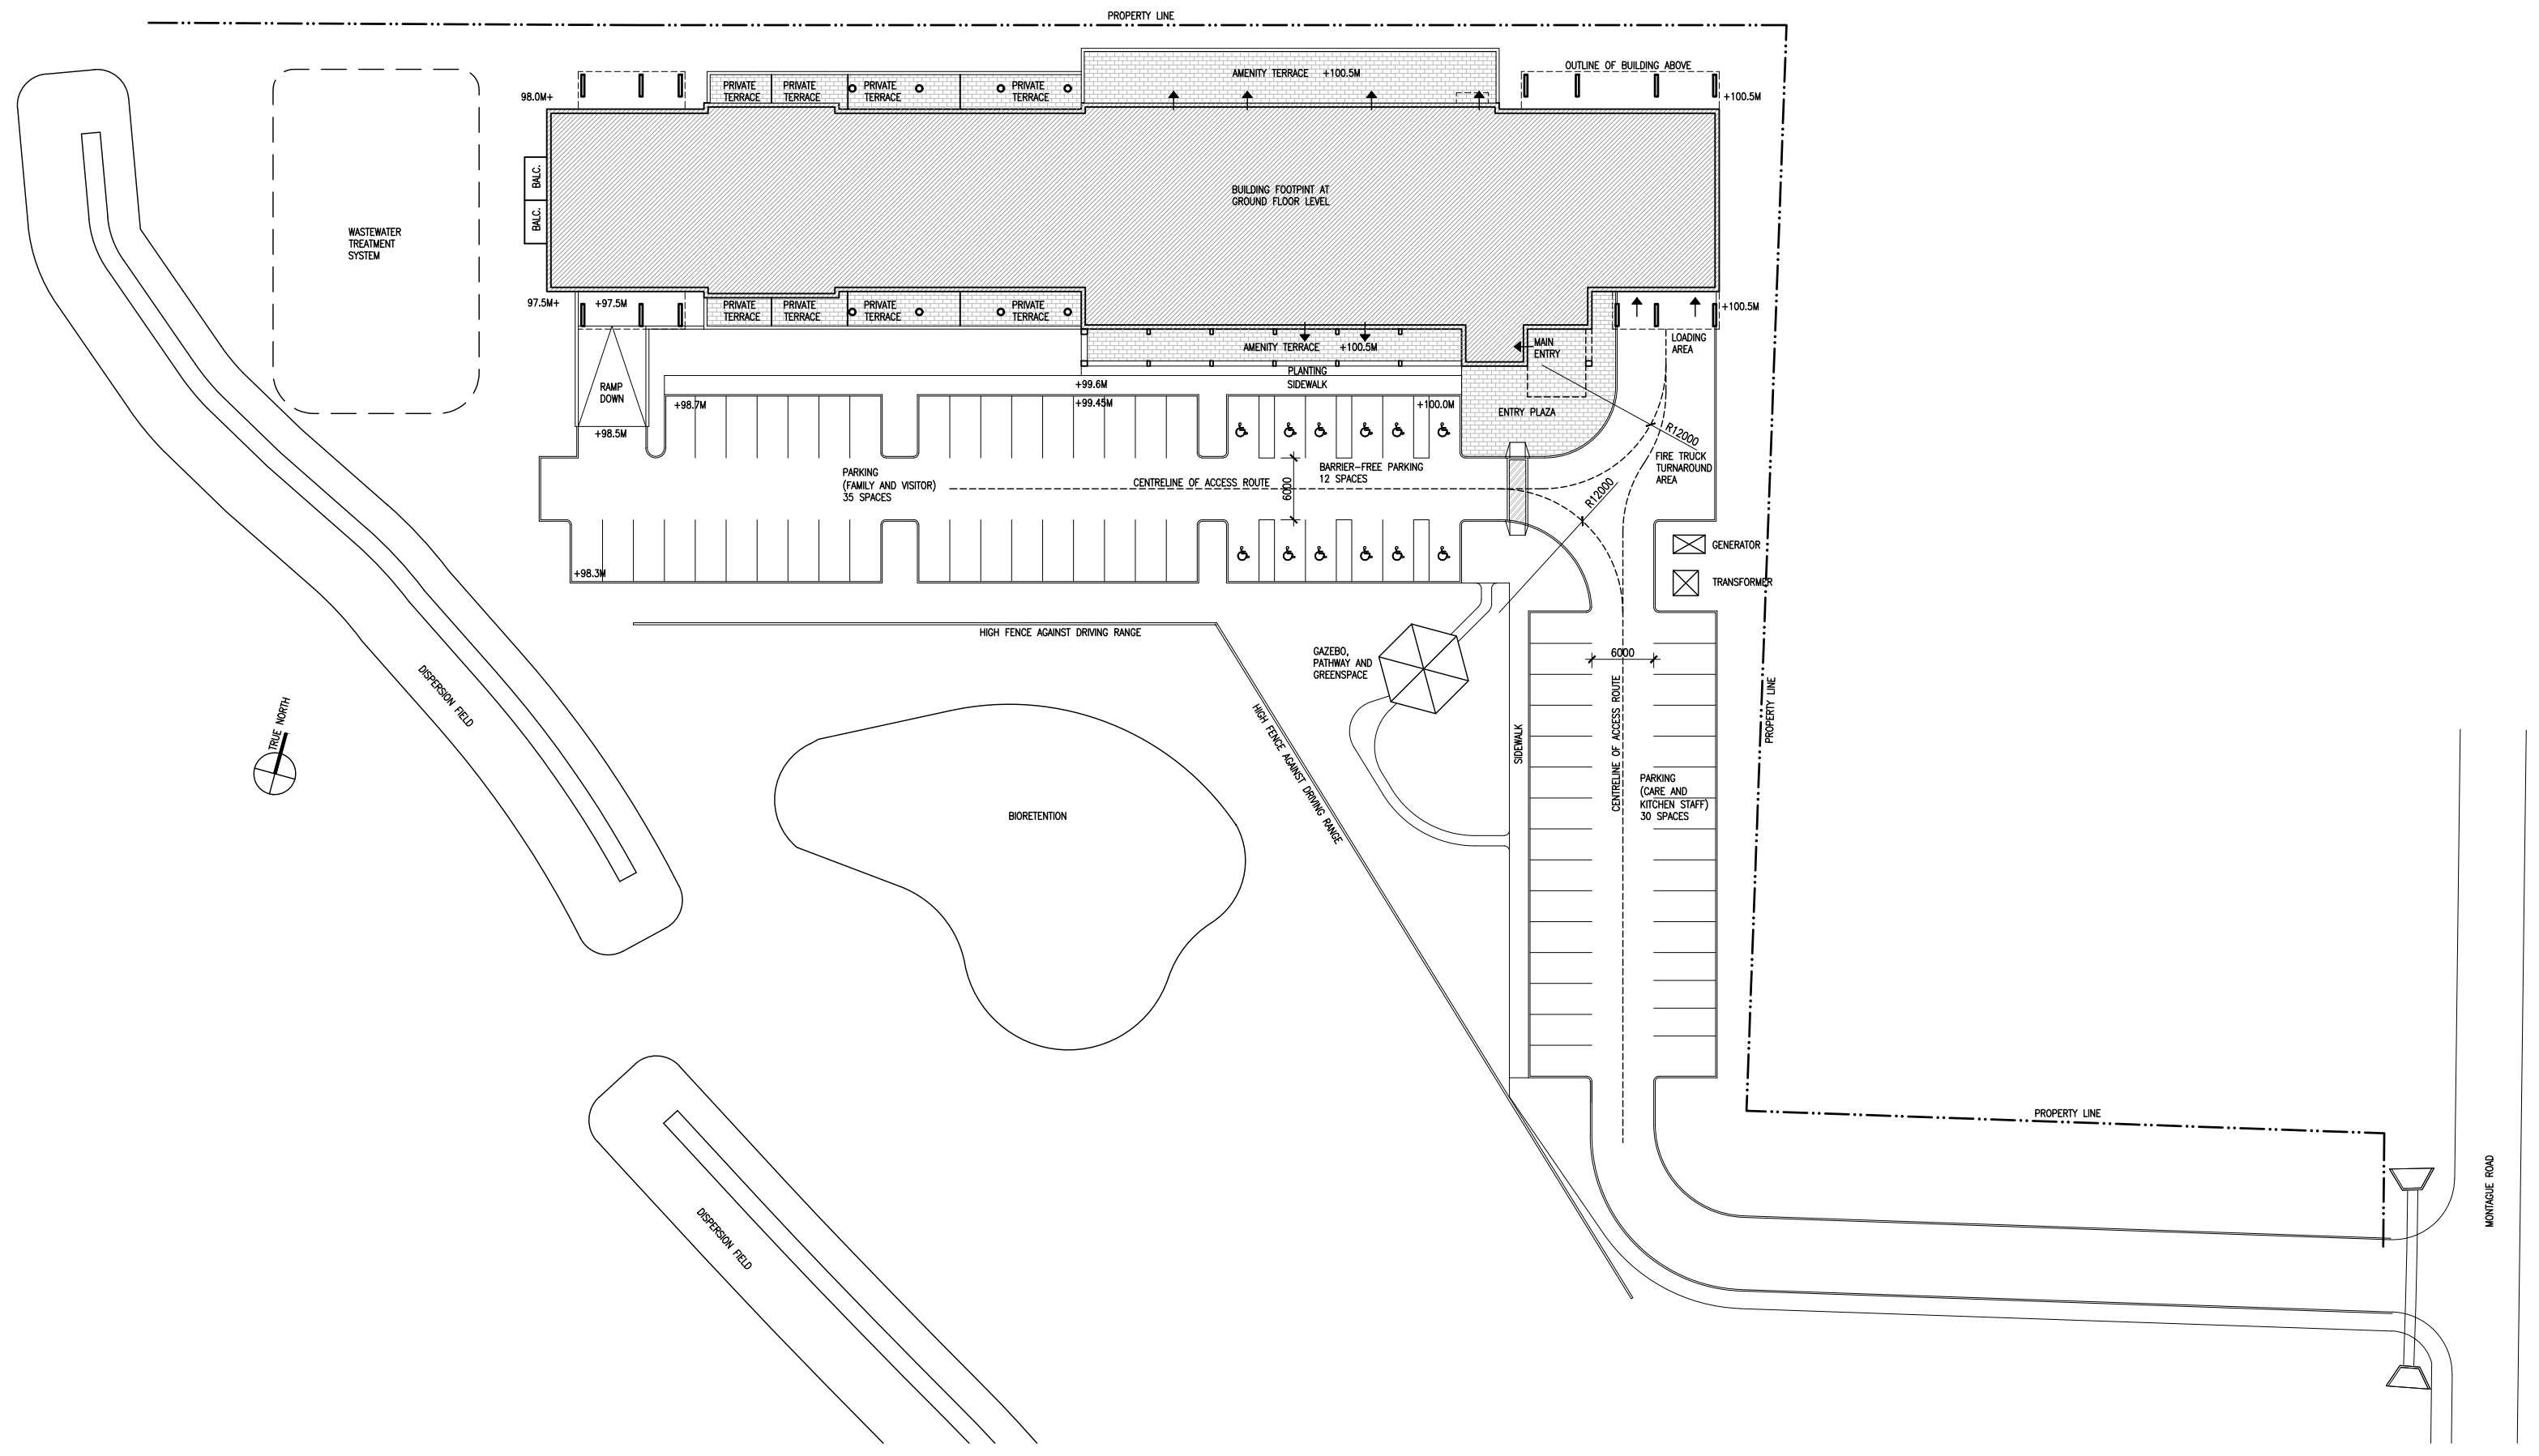 PROPERTY LINE
OUTLINE OF BUILDING ABOVE
AMENITY TERRACE +100.5M
98.0M+
PRIVATE
TERRACE
PRIVATE
TERRACE
PRIVATE
TERRACE
PRIVATE
TERRACE
+100.5M
BALC.
BALC.
BUILDING FOOTPINT AT
GROUND FLOOR LEVEL
WASTEWATER
TREATMENT
SYSTEM
97.5M+
+97.5M
PRIVATE
TERRACE
PRIVATE
TERRACE
PRIVATE
TERRACE
PRIVATE
TERRACE
+100.5M
AMENITY TERRACE +100.5M
MAIN
ENTRY
LOADING
AREA
PLANTING
SIDEWALK
+99.6M
RAMP
DOWN
+98.7M
+99.45M
+100.0M
ENTRY PLAZA
+98.5M
R12000
FIRE TRUCK
TURNAROUND
AREA
PARKING
(FAMILY AND VISITOR)
35 SPACES
CENTRELINE OF ACCESS ROUTE
6000
BARRIER-FREE PARKING
12 SPACES
R12000
GENERATOR
+98.3M
TRANSFORMER
HIGH FENCE AGAINST DRIVING RANGE
GAZEBO,
PATHWAY AND
GREENSPACE
6000
DISPERSION FIELD
TRUE NORTH
HIGH FENCE AGAINST DRIVING RANGE
SIDEWALK
CENTRELINE OF ACCESS ROUTE
PROPERTY LINE
PARKING
(CARE AND
KITCHEN STAFF)
30 SPACES
BIORETENTION
PROPERTY LINE
MONTAGUE ROAD
DISPERSION FIELD